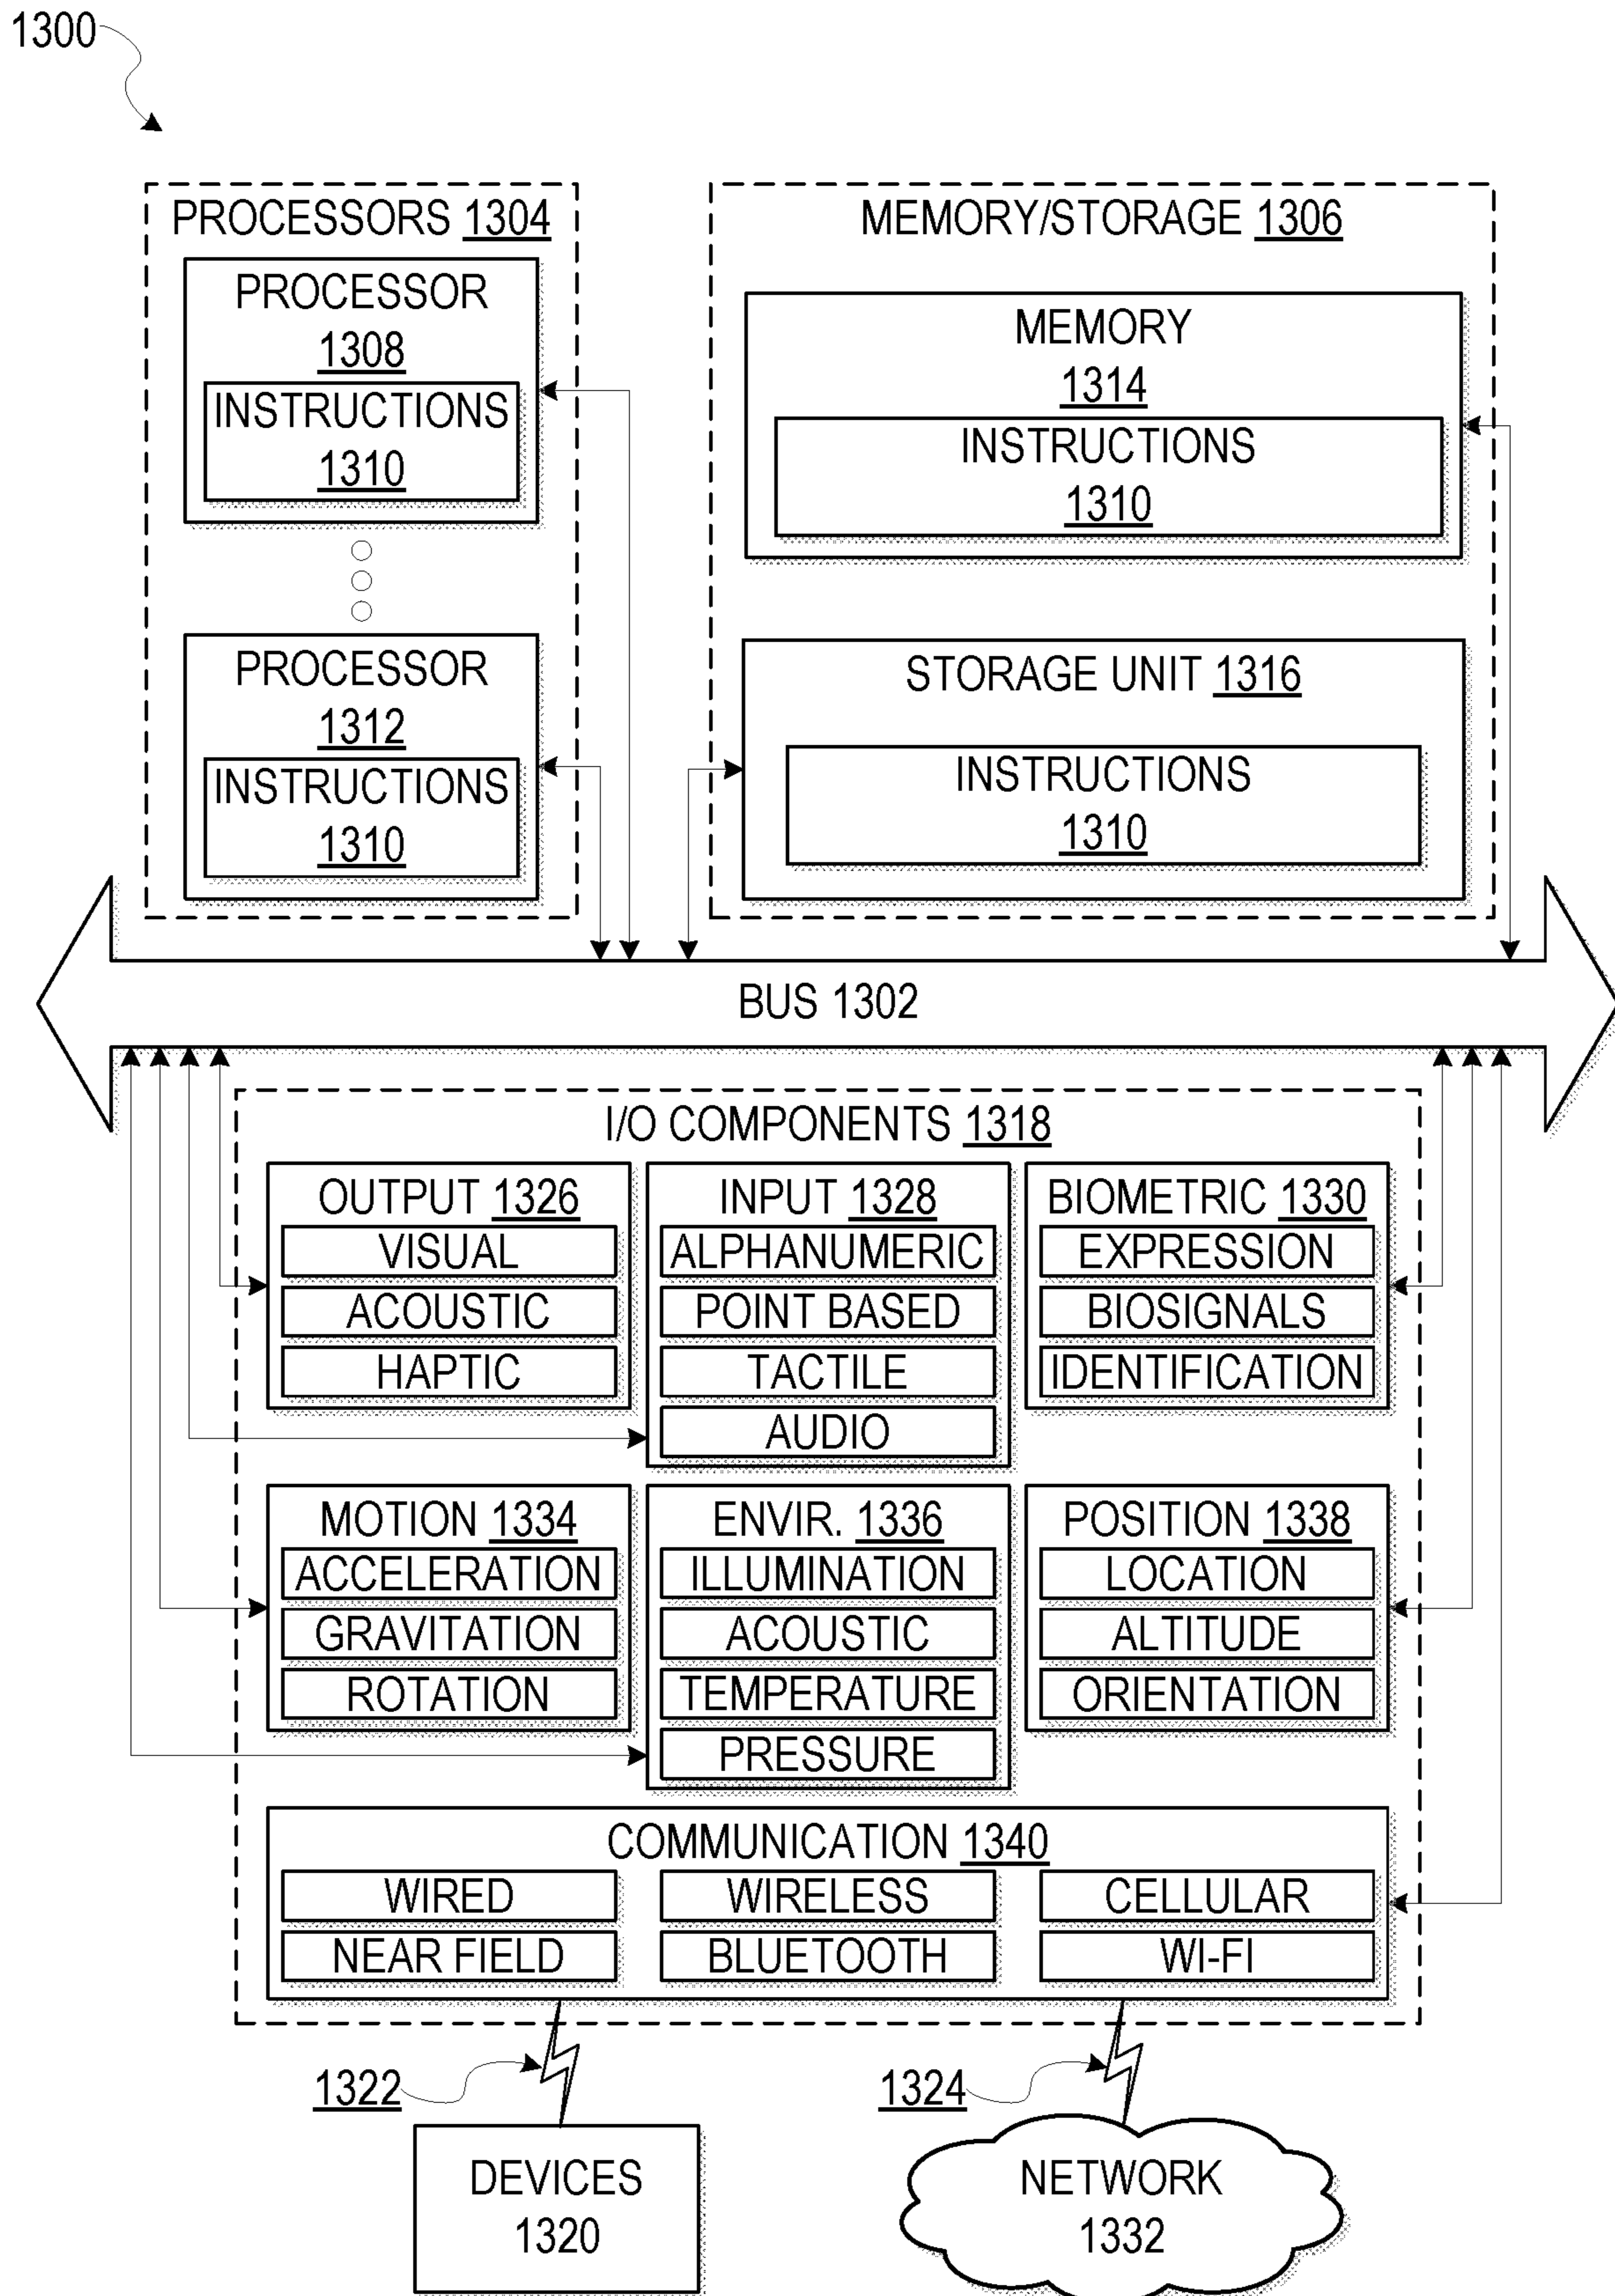 1300
PROCESSORS 1304
PROCESSOR
1308
INSTRUCTIONS
1310
PROCESSOR
1312
INSTRUCTIONS
1310
MEMORY/STORAGE 1306
MEMORY
1314
INSTRUCTIONS
1310
STORAGE UNIT 1316
INSTRUCTIONS
1310
BUS 1302
I/O COMPONENTS 1318
OUTPUT 1326
VISUAL
ACOUSTIC
HAPTIC
INPUT 1328
ALPHANUMERIC
POINT BASED
TACTILE
AUDIO
BIOMETRIC 1330
EXPRESSION
BIOSIGNALS
IDENTIFICATION
MOTION 1334
ACCELERATION
GRAVITATION
ROTATION
ENVIR. 1336
ILLUMINATION
ACOUSTIC
TEMPERATURE
PRESSURE
POSITION 1338
LOCATION
ALTITUDE
ORIENTATION
COMMUNICATION 1340
WIRED
WIRELESS
CELLULAR
NEAR FIELD
BLUETOOTH
WI-FI
1322
1324
DEVICES
1320
NETWORK
1332